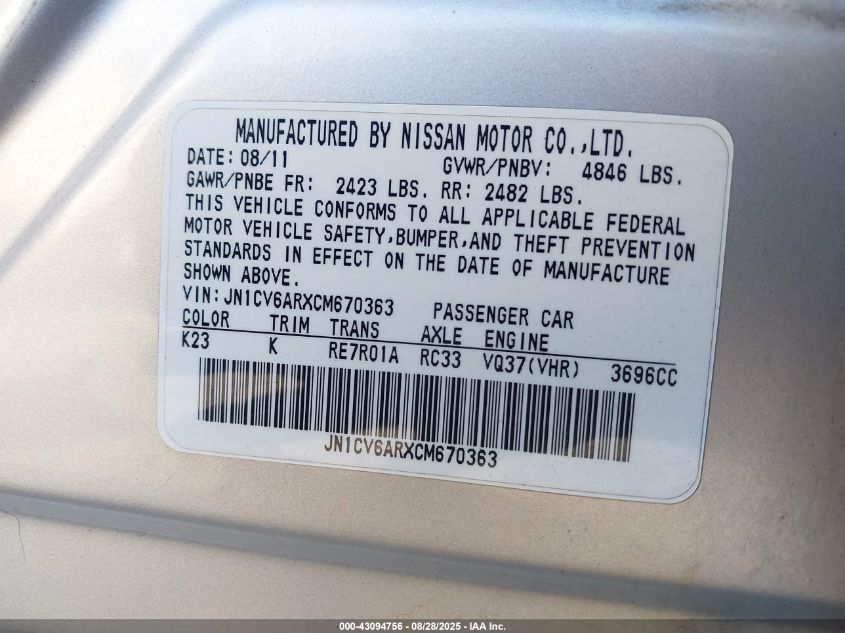 MANUFACTURED BY NISSAN MOTOR CO.,LTD.
DATE: 08/11 GVWR/PNBV: 4846 LBS.
GAWR/PNBE FR: 2423 LBS. RR: 2482 LBS.
THIS VEHICLE CONFORMS TO ALL APPLICABLE FEDERAL
MOTOR VEHICLE SAFETY,BUMPER,AND THEFT PREVENTION
STANDARDS IN EFFECT ON THE DATE OF MANUFACTURE
SHOWN ABOVE.
VIN: JN1CV6ARXCM670363 PASSENGER CAR
COLOR TRIM TRANS AXLE ENGINE
K23 K RE7R01A RC33 VQ37(VHR) 3696CC
JN1CV6ARXCM670363
000-43094756 - 08/28/2025 - IAA Inc.